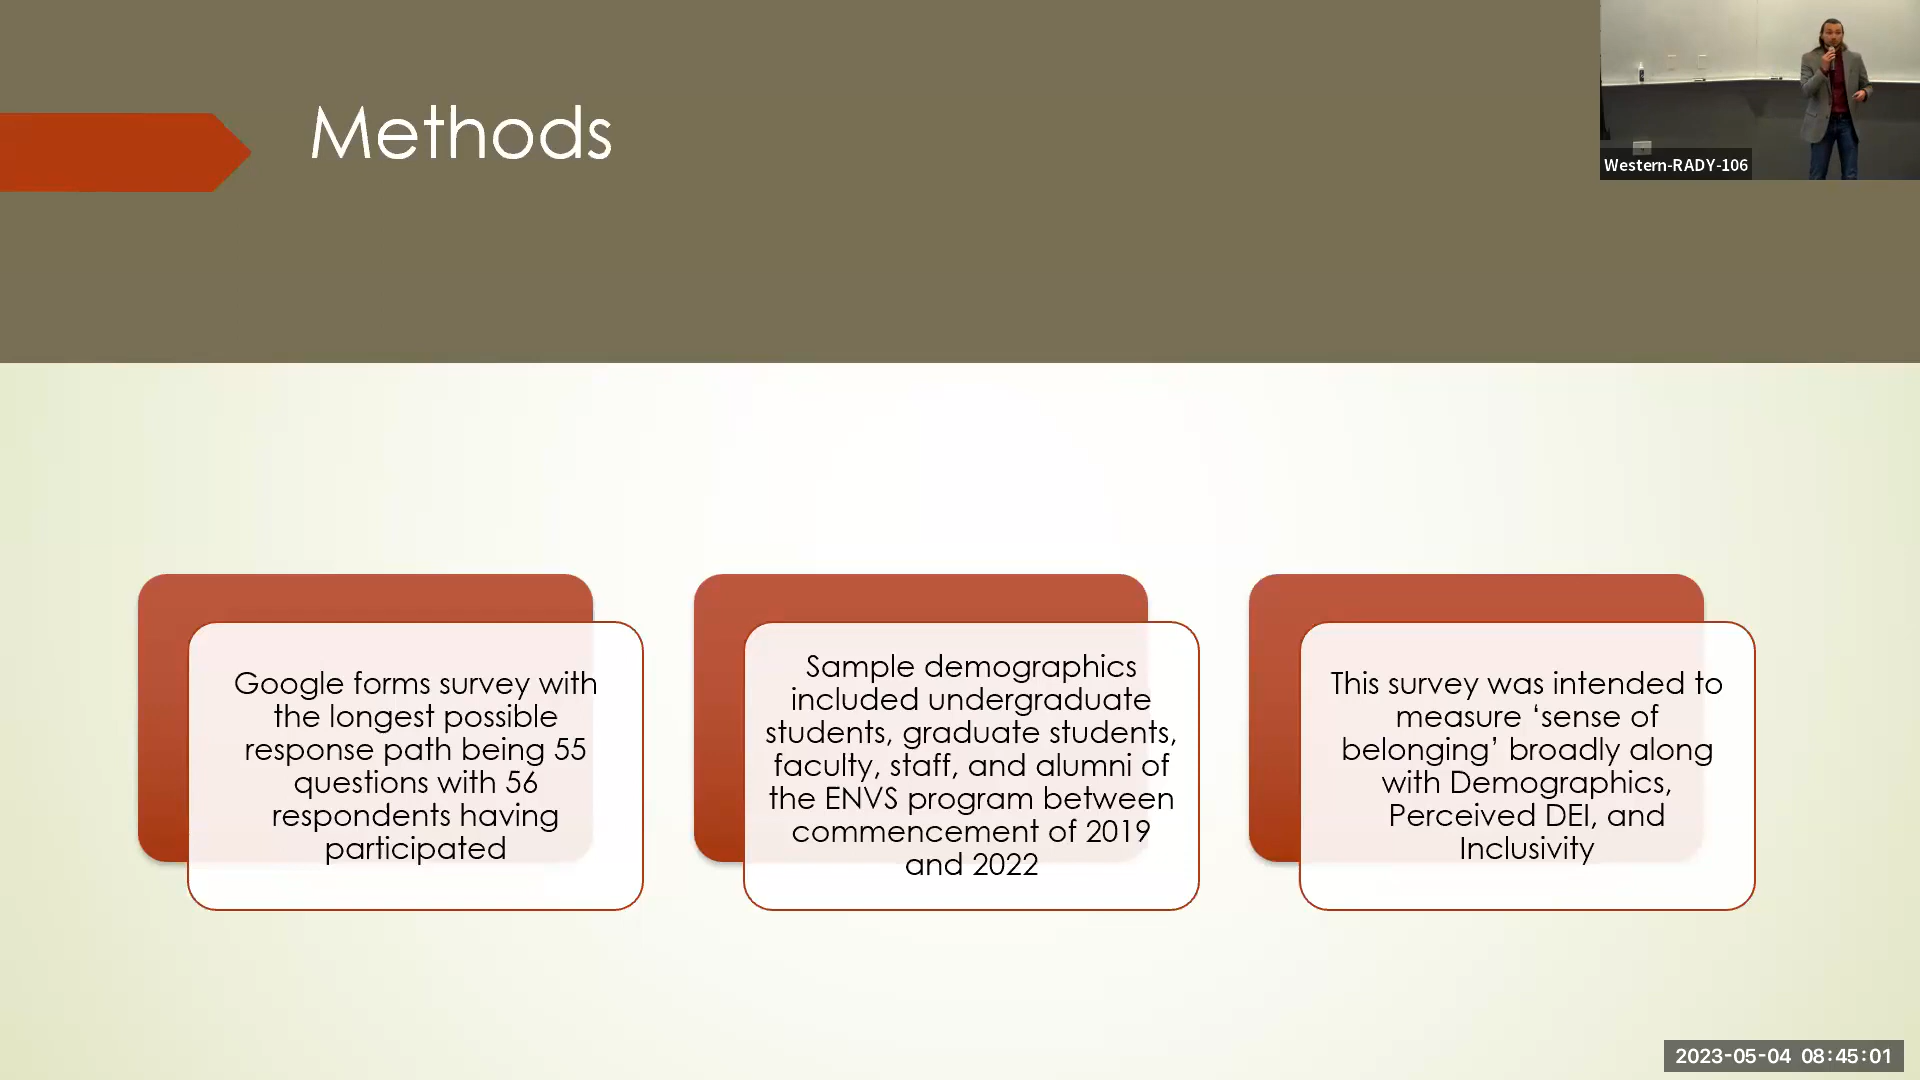 Methods
Western-RADY-106
Google forms survey with
the longest possible
response path being 55
questions with 56
respondents having
participated
Sample demographics
included undergraduate
students, graduate students,
faculty, staff, and alumni of
the ENVS program between
commencement of 2019
and 2022
This survey was intended to
measure ‘sense of
belonging’ broadly along
with Demographics,
Perceived DEI, and
Inclusivity
2023-05-04 08:45:01